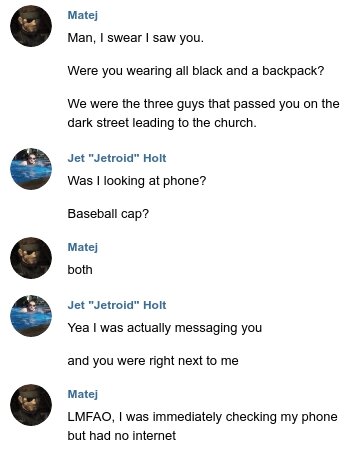 Matej
Man, I swear I saw you.
Were you wearing all black and a backpack?
We were the three guys that passed you on the
dark street leading to the church.
Jet "Jetroid" Holt
Was I looking at phone?
Baseball cap?
Matej
both
Jet "Jetroid" Holt
Yea I was actually messaging you
and you were right next to me
Matej
LMFAO, I was immediately checking my phone
but had no internet